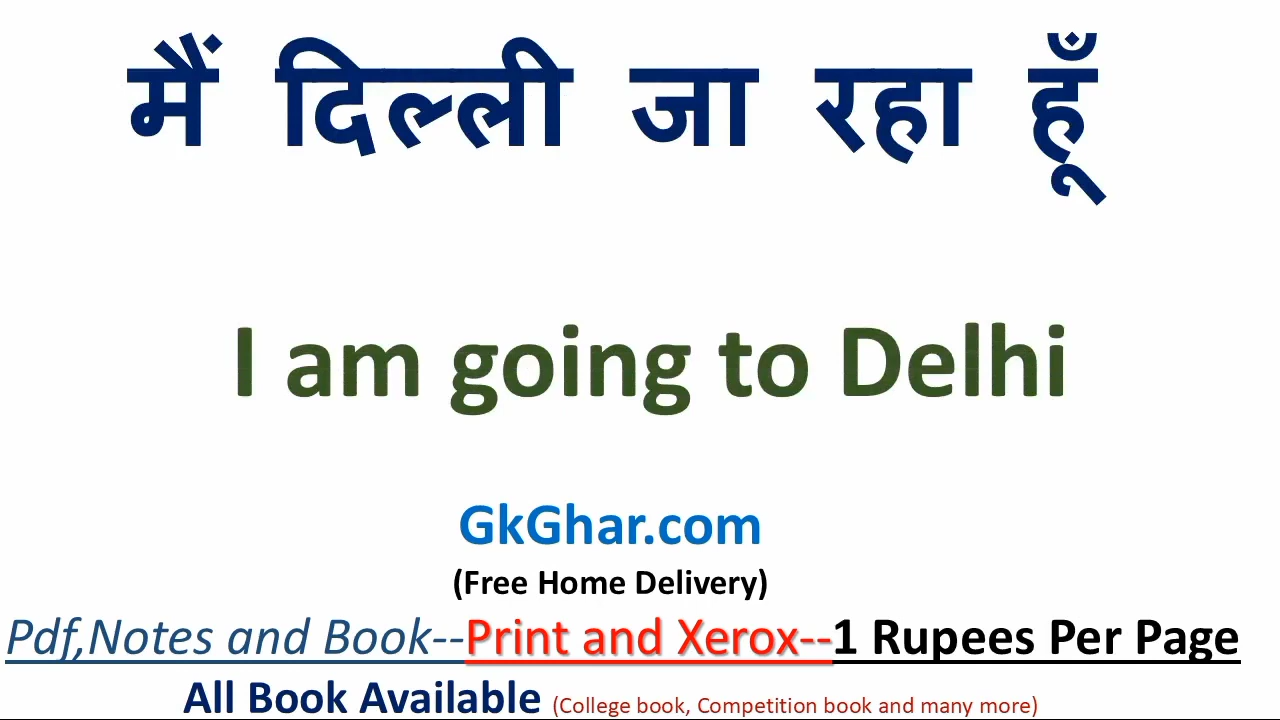 मैं दिल्ली जा रहा हूँ
I am going to Delhi
GkGhar.com
(Free Home Delivery)
Pdf,Notes and Book--Print and Xerox--1 Rupees Per Page
All Book Available (College book, Competition book and many more)